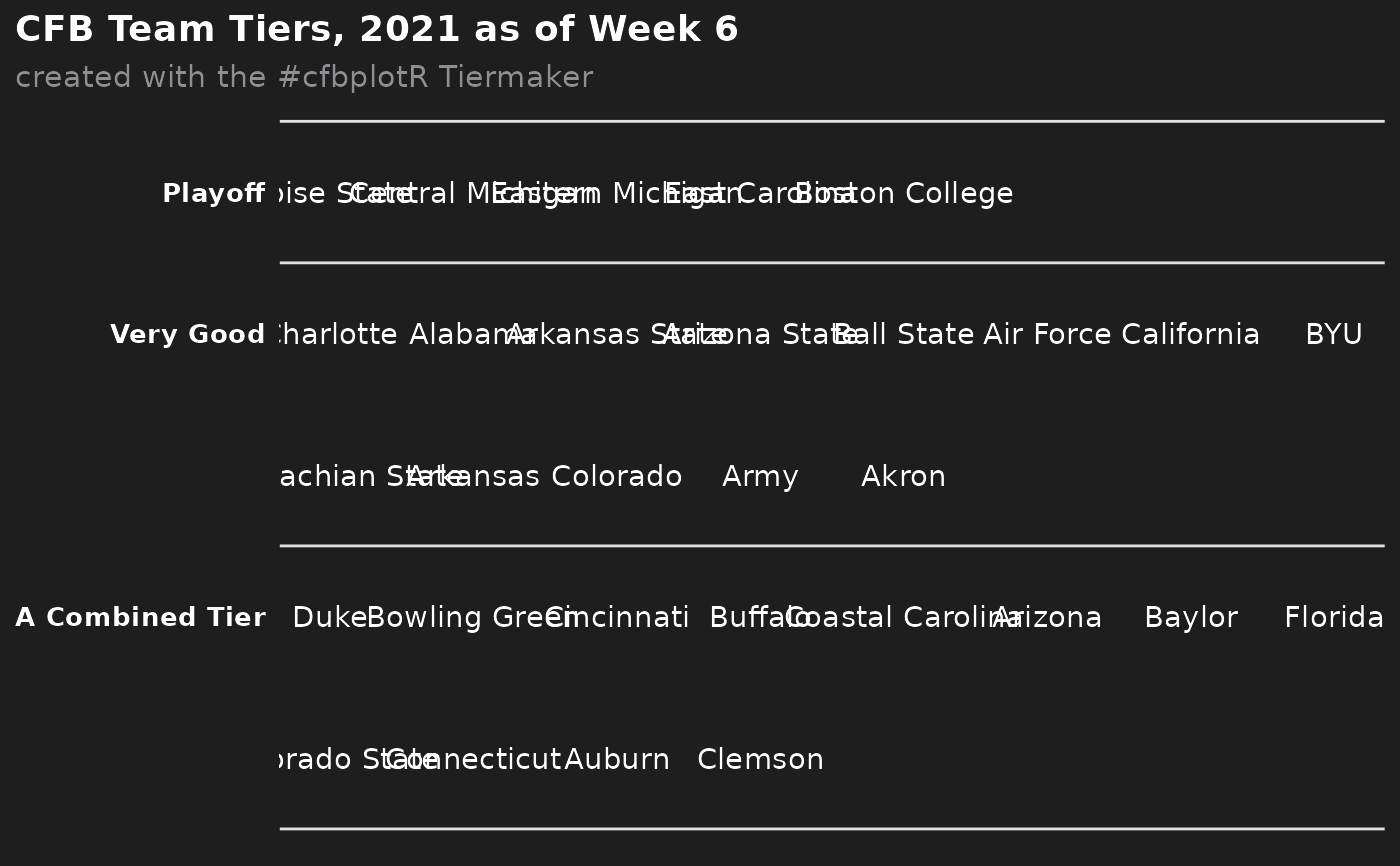 CFB Team Tiers, 2021 as of Week 6
created with the #cfbplotR Tiermaker
Playoff oise State Central Michigan Eastern Michigan East Carolina Boston College
Very Good Charlotte Alabama Arkansas State Arizona State Ball State Air Force California BYU
achian State Arkansas Colorado Army Akron
A Combined Tier Duke Bowling Green Cincinnati Buffalo Coastal Carolina Arizona Baylor Florida
orado State Connecticut Auburn Clemson